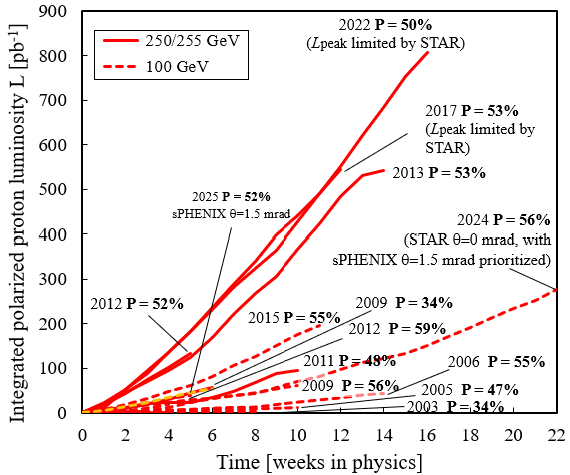 Integrated polarized proton luminosity L [pb-1]
900
800
700
600
500
400
300
200
100
0
250/255 GeV
100 GeV
2022 P = 50%
(Lpeak limited by STAR)
2017 P = 53%
(Lpeak limited by
STAR)
2013 P = 53%
2025 P = 52%
sPHENIX θ=1.5 mrad
2024 P = 56%
(STAR θ=0 mrad, with
sPHENIX θ=1.5 mrad prioritized)
2012 P = 52%
2009 P = 34%
2015 P = 55%
2012 P = 59%
2011 P = 48%
2006 P = 55%
2009 P = 56%
2005 P = 47%
2003 P = 34%
0 2 4 6 8 10 12 14 16 18 20 22
Time [weeks in physics]